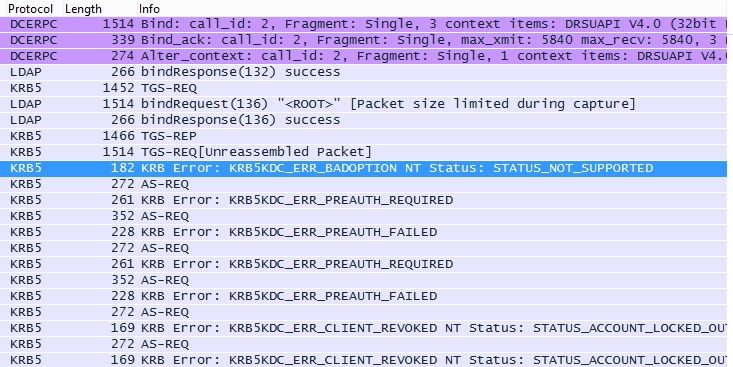 Protocol Length Info
DCERPC 1514 Bind: call_id: 2, Fragment: Single, 3 context items: DRSUAPI V4.0 (32bit
DCERPC 339 Bind_ack: call_id: 2, Fragment: Single, max_xmit: 5840 max_recv: 5840, 3
DCERPC 274 Alter_context: call_id: 2, Fragment: Single, 1 context items: DRSUAPI V4.
LDAP 266 bindResponse(132) success
KRB5 1452 TGS-REQ
LDAP 1514 bindRequest(136) "<ROOT>" [Packet size limited during capture]
LDAP 266 bindResponse(136) success
KRB5 1466 TGS-REP
KRB5 1514 TGS-REQ[Unreassembled Packet]
KRB5 182 KRB Error: KRB5KDC_ERR_BADOPTION NT Status: STATUS_NOT_SUPPORTED
KRB5 272 AS-REQ
KRB5 261 KRB Error: KRB5KDC_ERR_PREAUTH_REQUIRED
KRB5 352 AS-REQ
KRB5 228 KRB Error: KRB5KDC_ERR_PREAUTH_FAILED
KRB5 272 AS-REQ
KRB5 261 KRB Error: KRB5KDC_ERR_PREAUTH_REQUIRED
KRB5 352 AS-REQ
KRB5 228 KRB Error: KRB5KDC_ERR_PREAUTH_FAILED
KRB5 272 AS-REQ
KRB5 169 KRB Error: KRB5KDC_ERR_CLIENT_REVOKED NT Status: STATUS_ACCOUNT_LOCKED_OU
KRB5 272 AS-REQ
KRB5 169 KRB Error: KRB5KDC_ERR_CLIENT_REVOKED NT Status: STATUS_ACCOUNT_LOCKED_OU